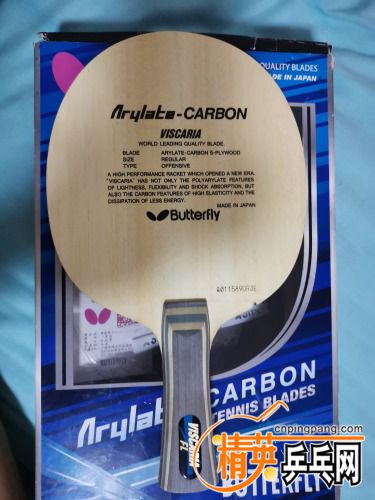 QUALITY BLADES
MADE IN JAPAN
Arylate-CARBON
VISCARIA
WORLD LEADING QUALITY BLADE
BLADE ARYLATE-CARBON 5-PLYWOOD
SIZE REGULAR
TYPE OFFENSIVE
A HIGH PERFORMANCE RACKET WHICH OPENED A NEW ERA.
"VISCARIA" HAS NOT ONLY THE POLYARYLATE FEATURES
OF LIGHTNESS, FLEXIBILITY AND SHOCK ABSORPTION, BUT
ALSO THE CARBON FEATURES OF HIGH ELASTICITY AND THE
DISSIPATION OF LESS ENERGY.
MADE IN JAPAN
Butterfly
Arylate-CARBON
TENNIS BLADES
VISCARIA
FL
cnpingpang.com
精英乒乓网
BUTTERFLY